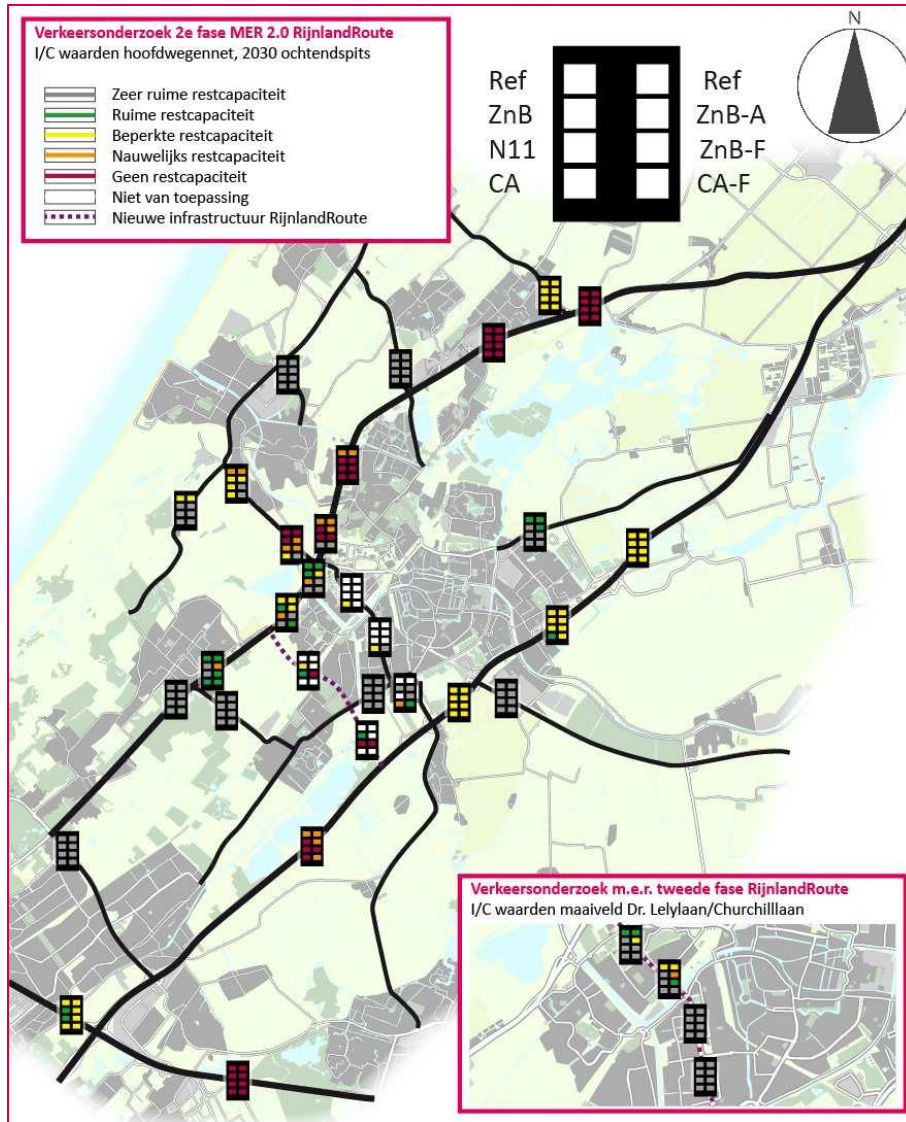 Verkeersonderzoek 2e fase MER 2.0 RijnlandRoute
I/C waarden hoofdwegennet, 2030 ochtendspits
Zeer ruime restcapaciteit
Ruime restcapaciteit
Beperkte restcapaciteit
Nauwelijks restcapaciteit
Geen restcapaciteit
Niet van toepassing
Nieuwe infrastructuur RijnlandRoute
Ref Ref
ZnB ZnB-A
N11 ZnB-F
CA CA-F
N
Verkeersonderzoek m.e.r. tweede fase RijnlandRoute
I/C waarden maaiveld Dr. Lelylaan/Churchilllaan